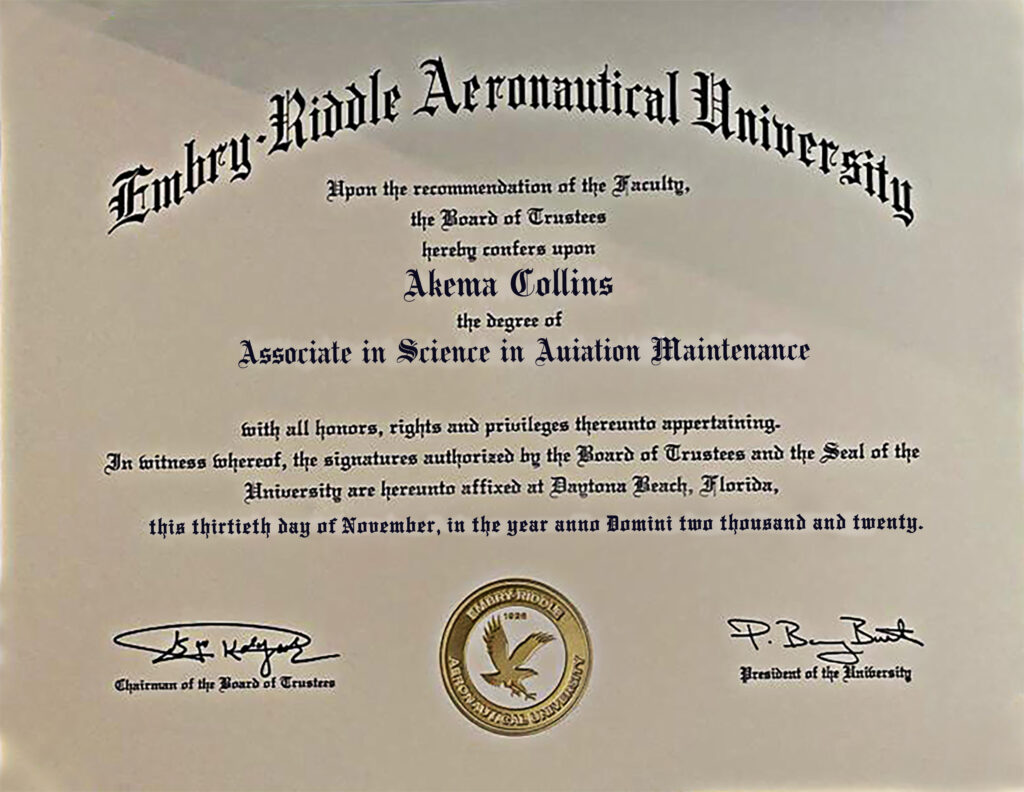 Embry-Riddle Aeronautical University
Upon the recommendation of the Faculty,
the Board of Trustees
hereby confers upon
Akema Collins
the degree of
Associate in Science in Aviation Maintenance
with all honors, rights and privileges thereunto appertaining.
In witness whereof, the signatures authorized by the Board of Trustees and the Seal of the
University are hereunto affixed at Daytona Beach, Florida,
this thirtieth day of November, in the year anno Domini two thousand and twenty.
EMBRY-RIDDLE
1926
AERONAUTICAL UNIVERSITY
Chairman of the Board of Trustees
P. Barry Butl
President of the University